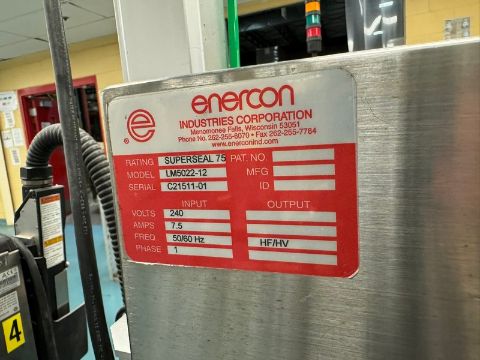 enercon
INDUSTRIES CORPORATION
Menomonee Falls, Wisconsin 53051
Phone No. 262-255-6070 • Fax 262-255-7784
www.enerconind.com
RATING SUPERSEAL 75 PAT. NO.
MODEL LM5022-12 MFG
SERIAL C21511-01 ID
INPUT OUTPUT
VOLTS 240
AMPS 7.5
FREQ. 50/60 Hz HF/HV
PHASE 1
4